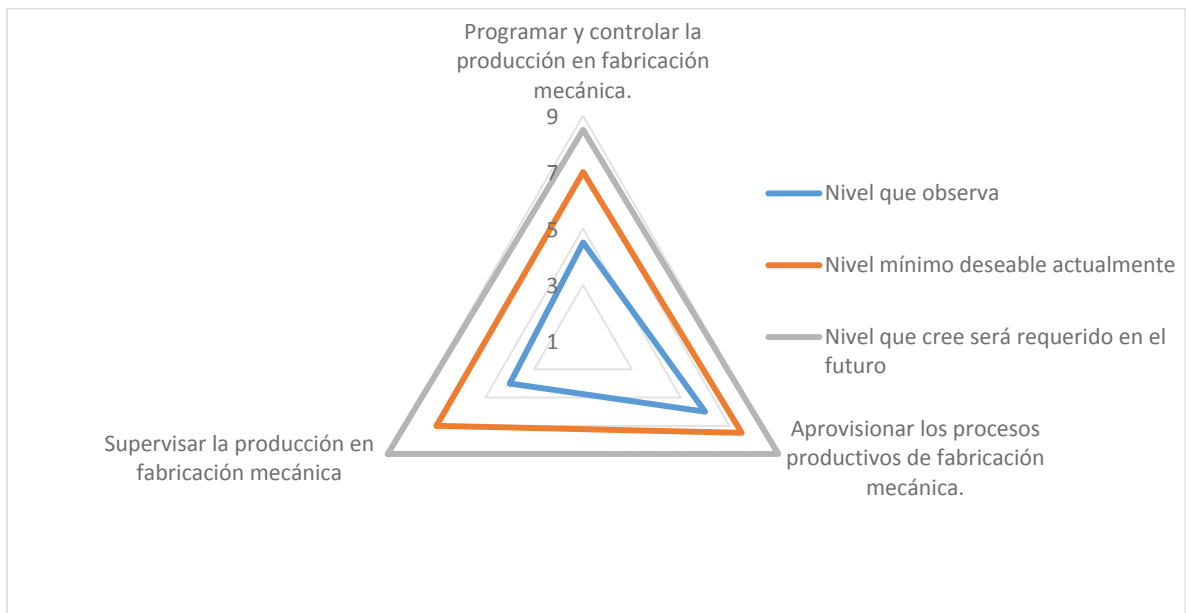 Programar y controlar la
producción en fabricación
mecánica.
9
7
5
3
1
Nivel que observa
Nivel mínimo deseable actualmente
Nivel que cree será requerido en el
futuro
Supervisar la producción en
fabricación mecánica
Aprovisionar los procesos
productivos de fabricación
mecánica.